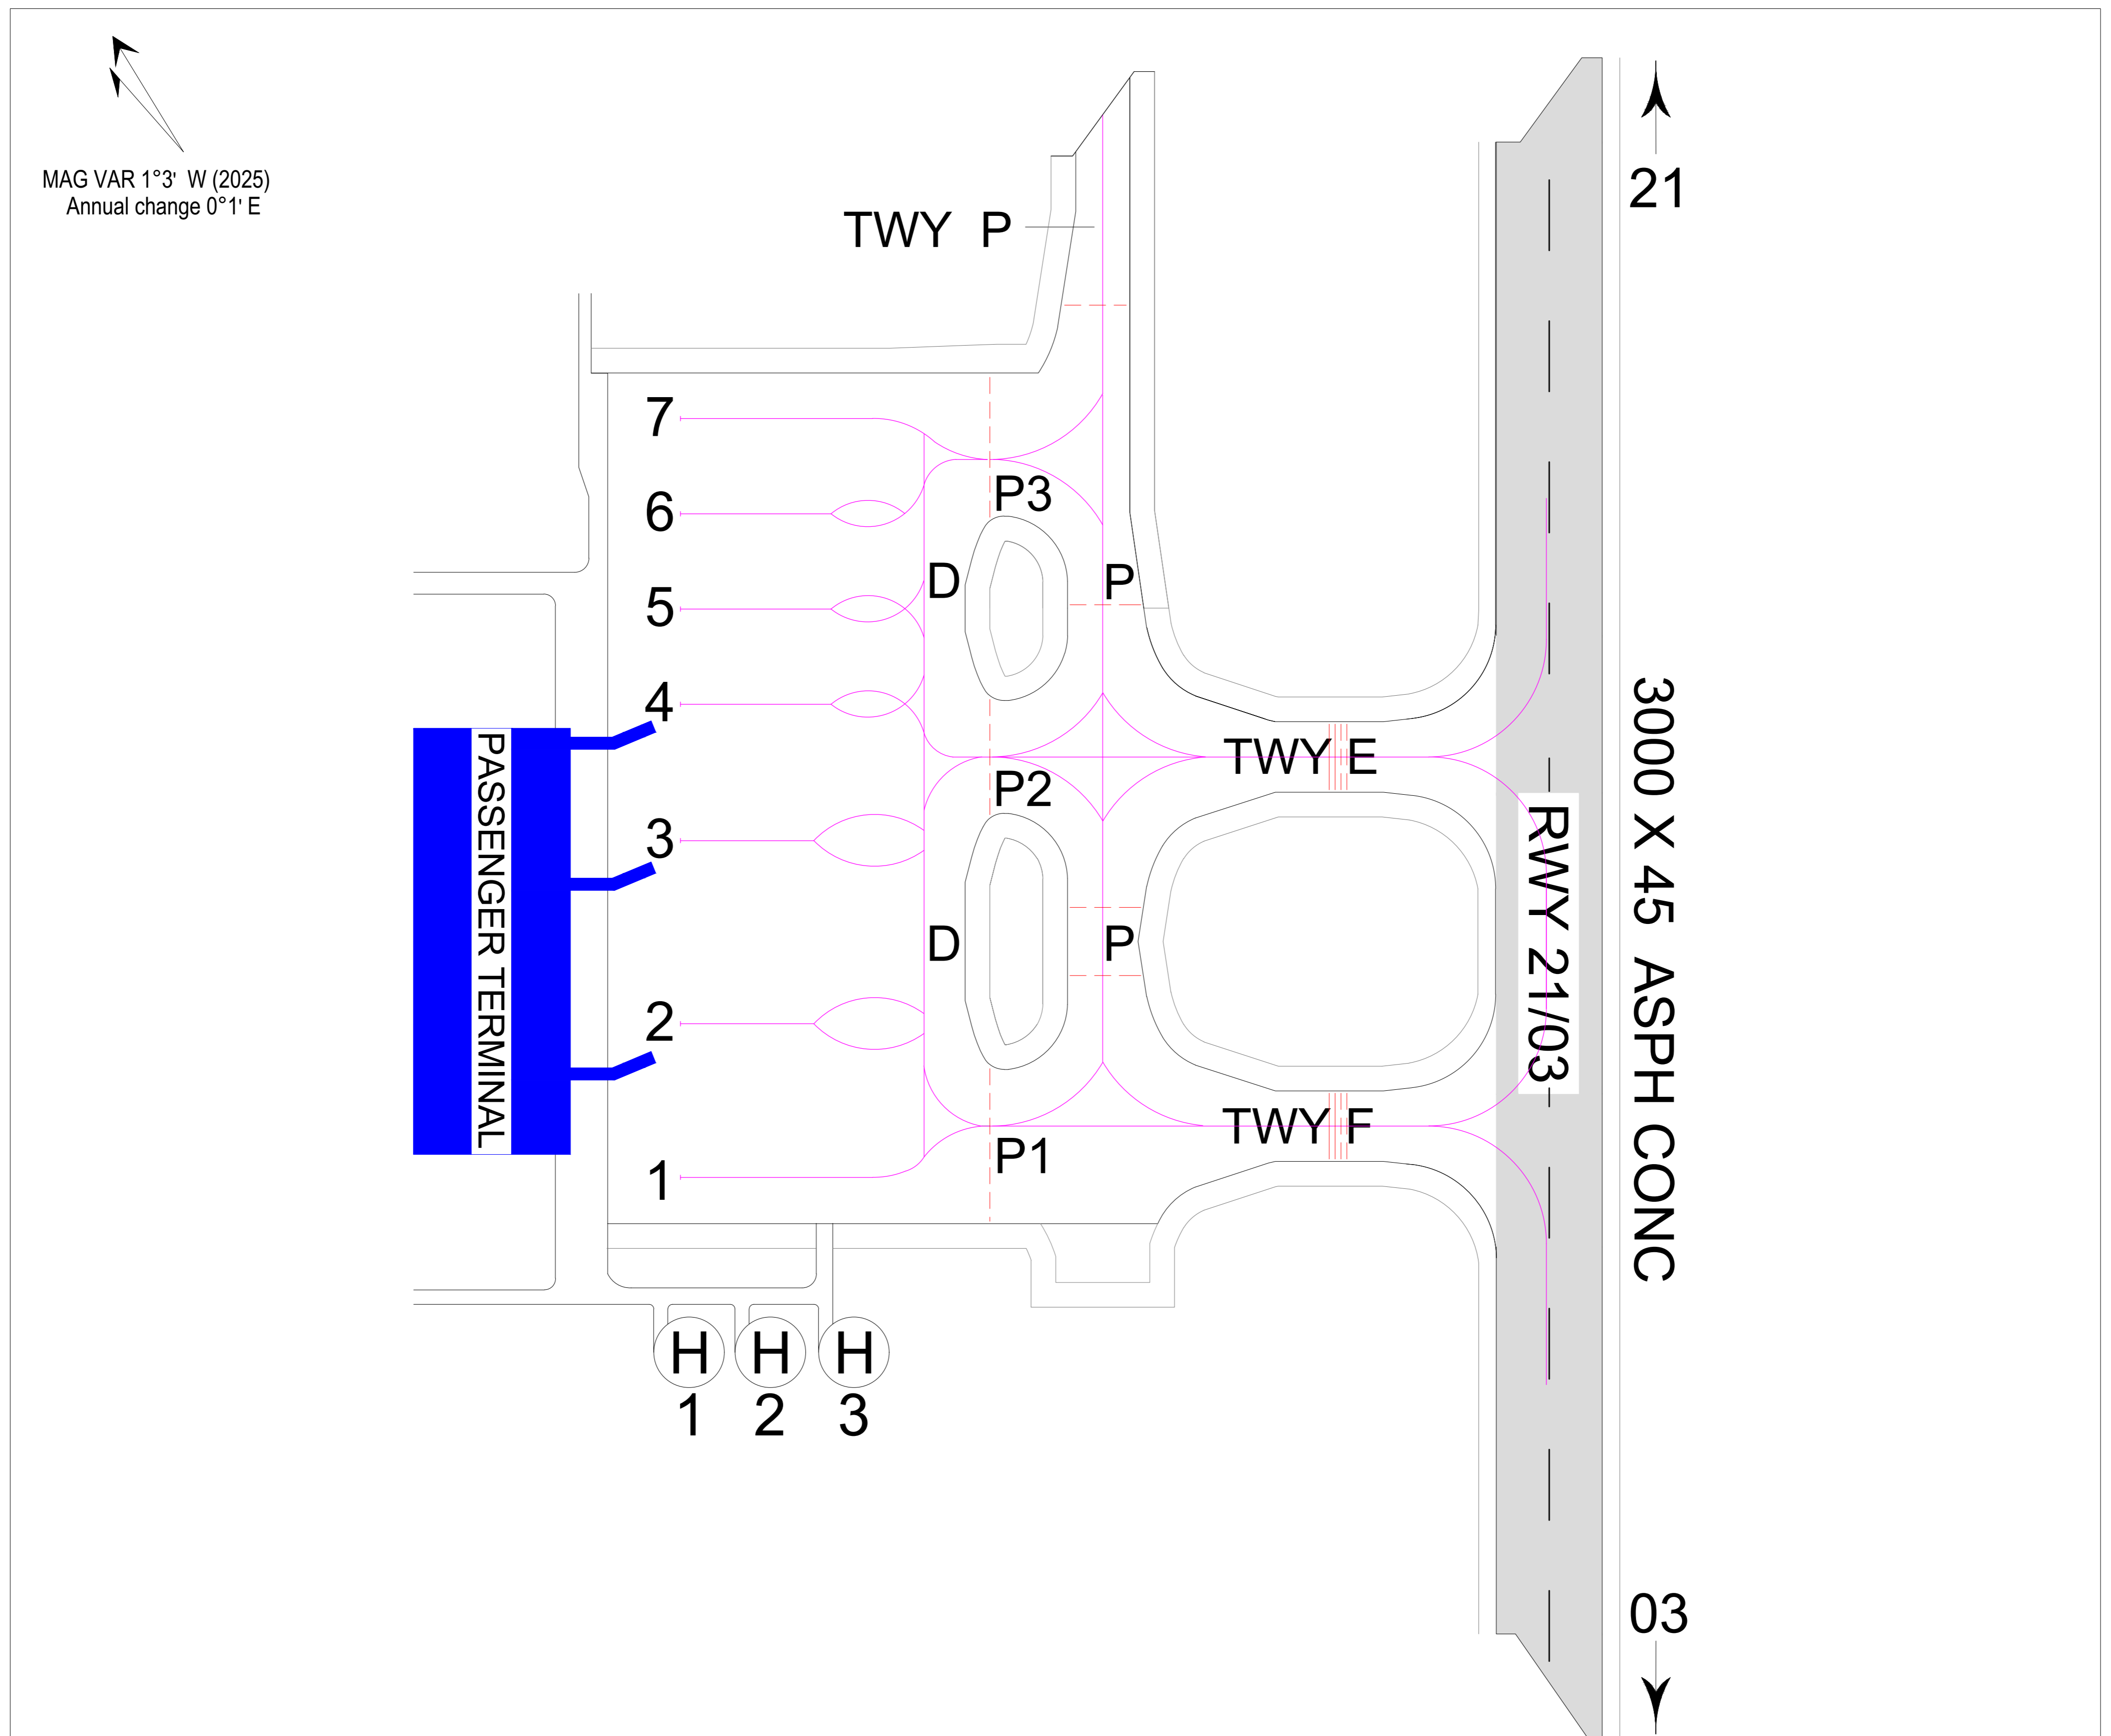 MAG VAR 1°3' W (2025)
Annual change 0°1' E
21
TWY P
7
P3
6
D
P
5
4
TWY E
P2
3
PASSENGER TERMINAL
D
P
RWY 21/03
3000 X 45 ASPH CONC
2
TWY F
P1
1
H
H
H
1
2
3
03